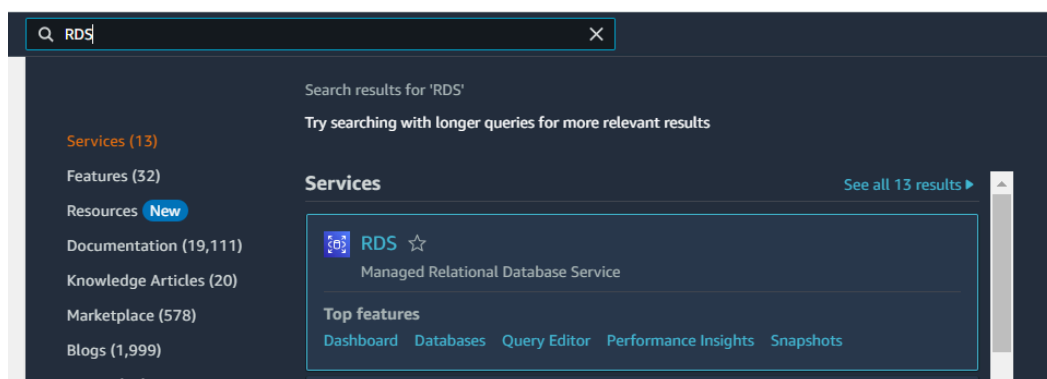 RDS
Search results for 'RDS'
Try searching with longer queries for more relevant results
Services (13)
Features (32)
Resources New
Documentation (19,111)
Knowledge Articles (20)
Marketplace (578)
Blogs (1,999)
Services
See all 13 results
RDS
Managed Relational Database Service
Top features
Dashboard Databases Query Editor Performance Insights Snapshots